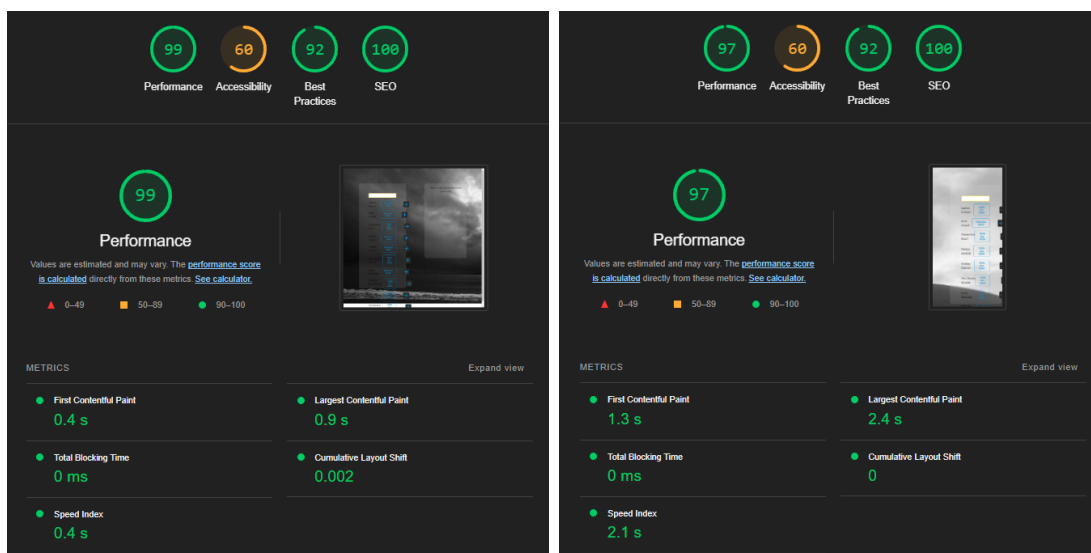 99
60
92
100
Performance
Accessibility
Best
Practices
SEO
99
Performance
Values are estimated and may vary. The performance score
is calculated directly from these metrics. See calculator.
0–49
50–89
90–100
METRICS
Expand view
First Contentful Paint
0.4 s
Largest Contentful Paint
0.9 s
Total Blocking Time
0 ms
Cumulative Layout Shift
0.002
Speed Index
0.4 s
97
60
92
100
Performance
Accessibility
Best
Practices
SEO
97
Performance
Values are estimated and may vary. The performance score
is calculated directly from these metrics. See calculator.
0–49
50–89
90–100
METRICS
Expand view
First Contentful Paint
1.3 s
Largest Contentful Paint
2.4 s
Total Blocking Time
0 ms
Cumulative Layout Shift
0
Speed Index
2.1 s